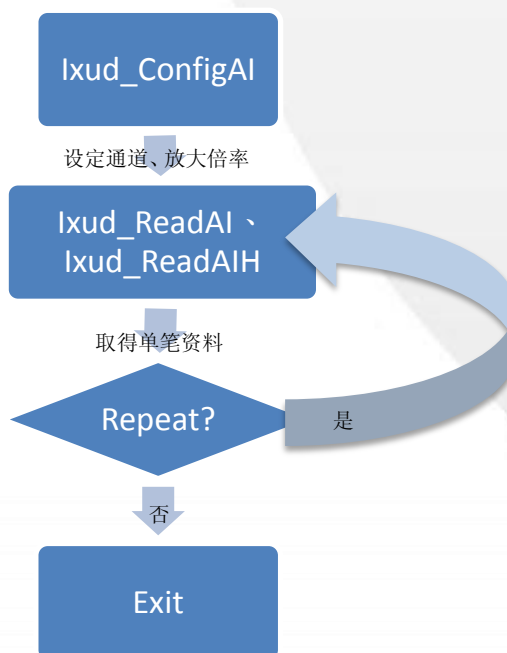 Ixud_ConfigAI
设定通道、放大倍率
Ixud_ReadAI、
Ixud_ReadAIH
取得单笔资料
Repeat?
是
否
Exit